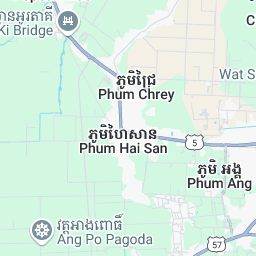 ពានអូរតាគី
Ki Bridge
ភូមិជ្រៃ
Phum Chrey
Wat S
ភូមិហៃសាន
Phum Hai San
5
ភូមិ អង្គ
Phum Ang
វត្តអាងពោធិ៍
Ang Po Pagoda
57